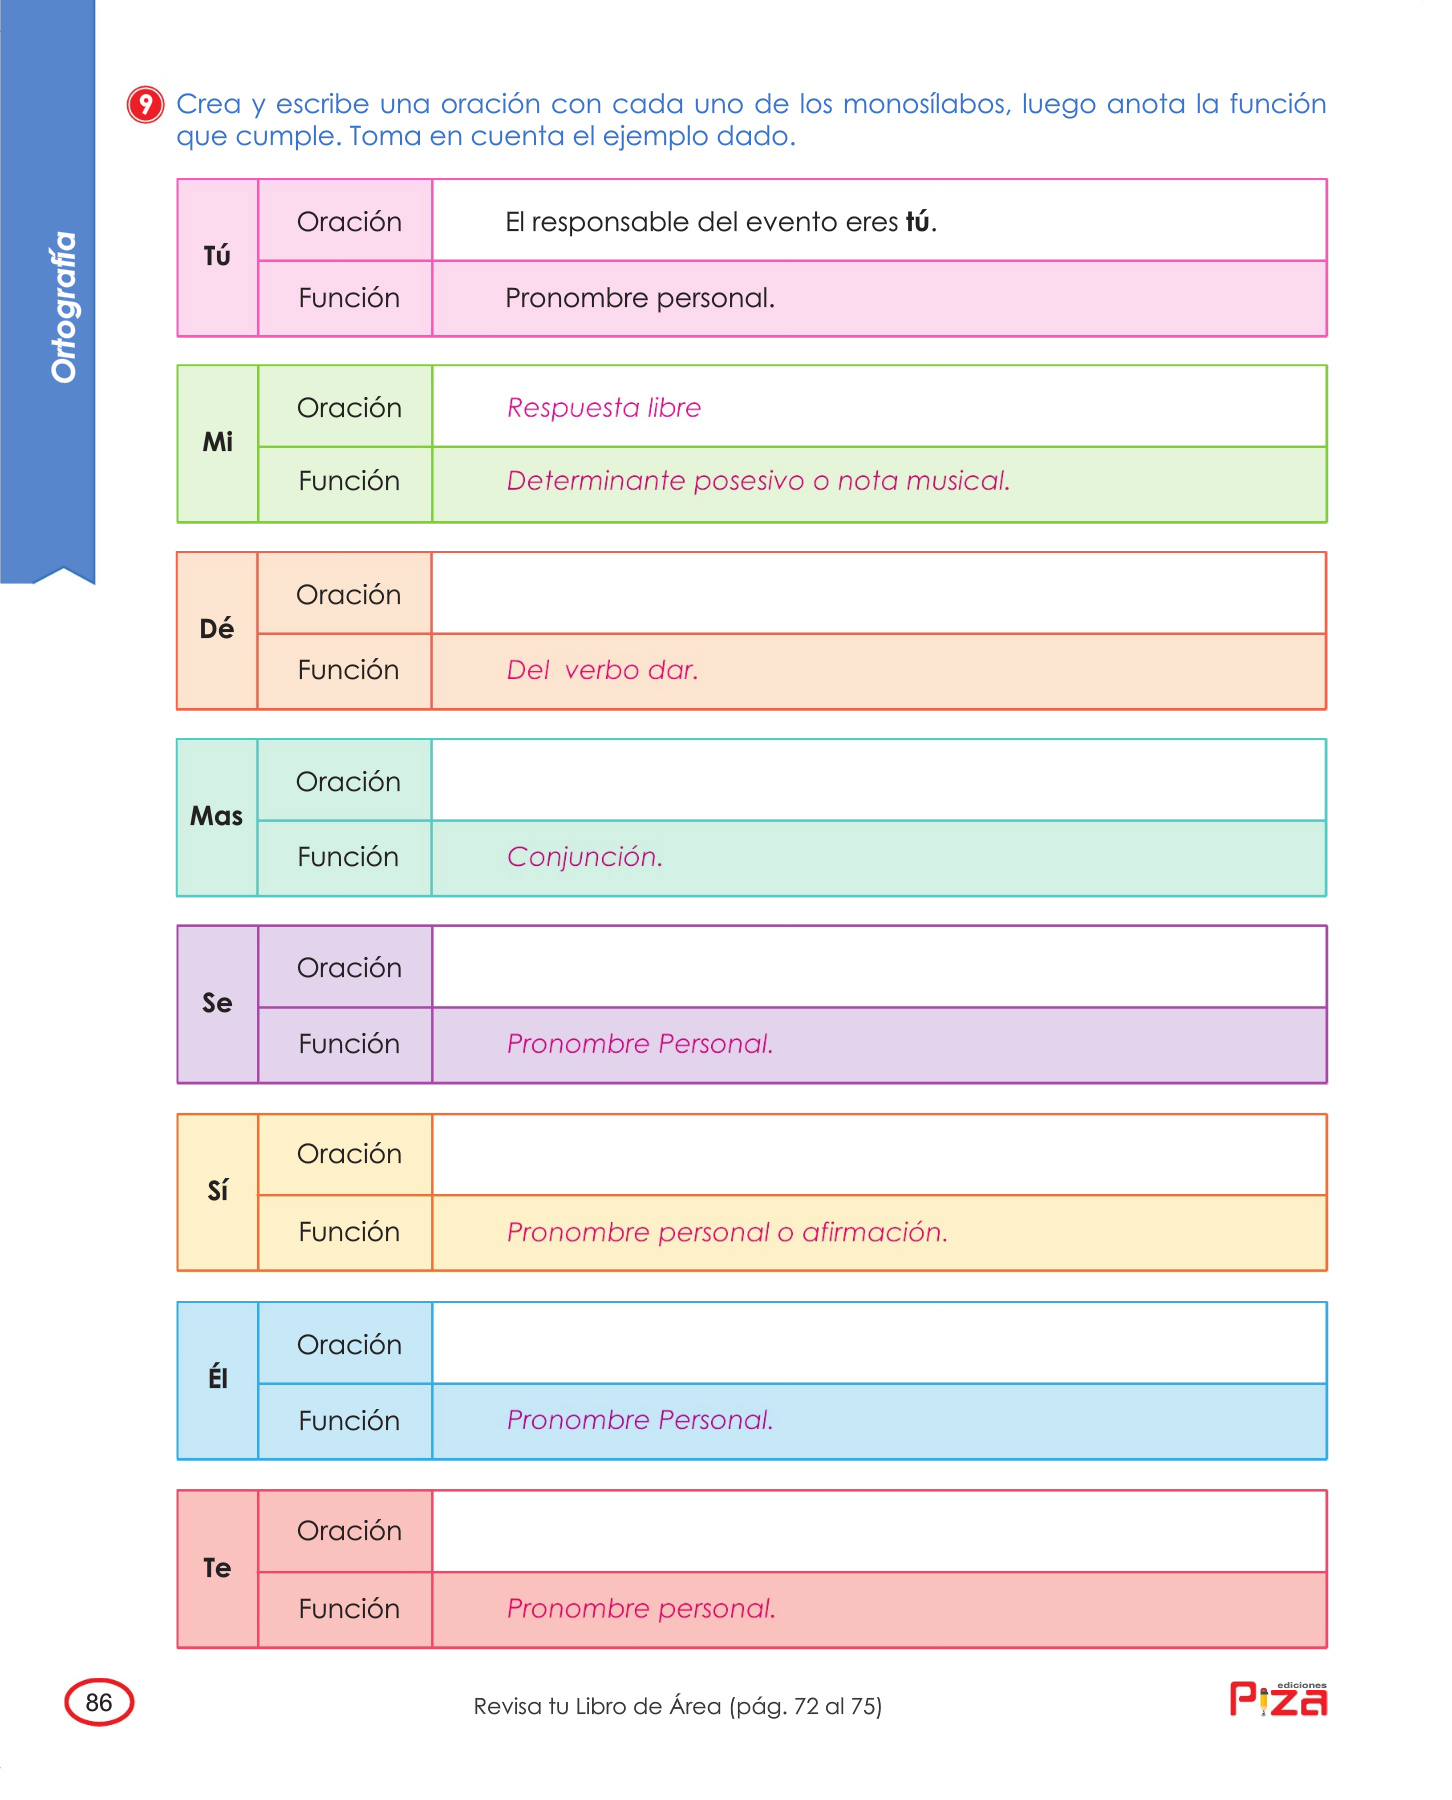 Ortografía
9 Crea y escribe una oración con cada uno de los monosílabos, luego anota la función
que cumple. Toma en cuenta el ejemplo dado.
Tú
Oración El responsable del evento eres tú.
Función Pronombre personal.
Mi
Oración Respuesta libre
Función Determinante posesivo o nota musical.
Dé
Oración
Función Del verbo dar.
Mas
Oración
Función Conjunción.
Se
Oración
Función Pronombre Personal.
Sí
Oración
Función Pronombre personal o afirmación.
Él
Oración
Función Pronombre Personal.
Te
Oración
Función Pronombre personal.
86
Revisa tu Libro de Área (pág. 72 al 75)
ediciones
Piza